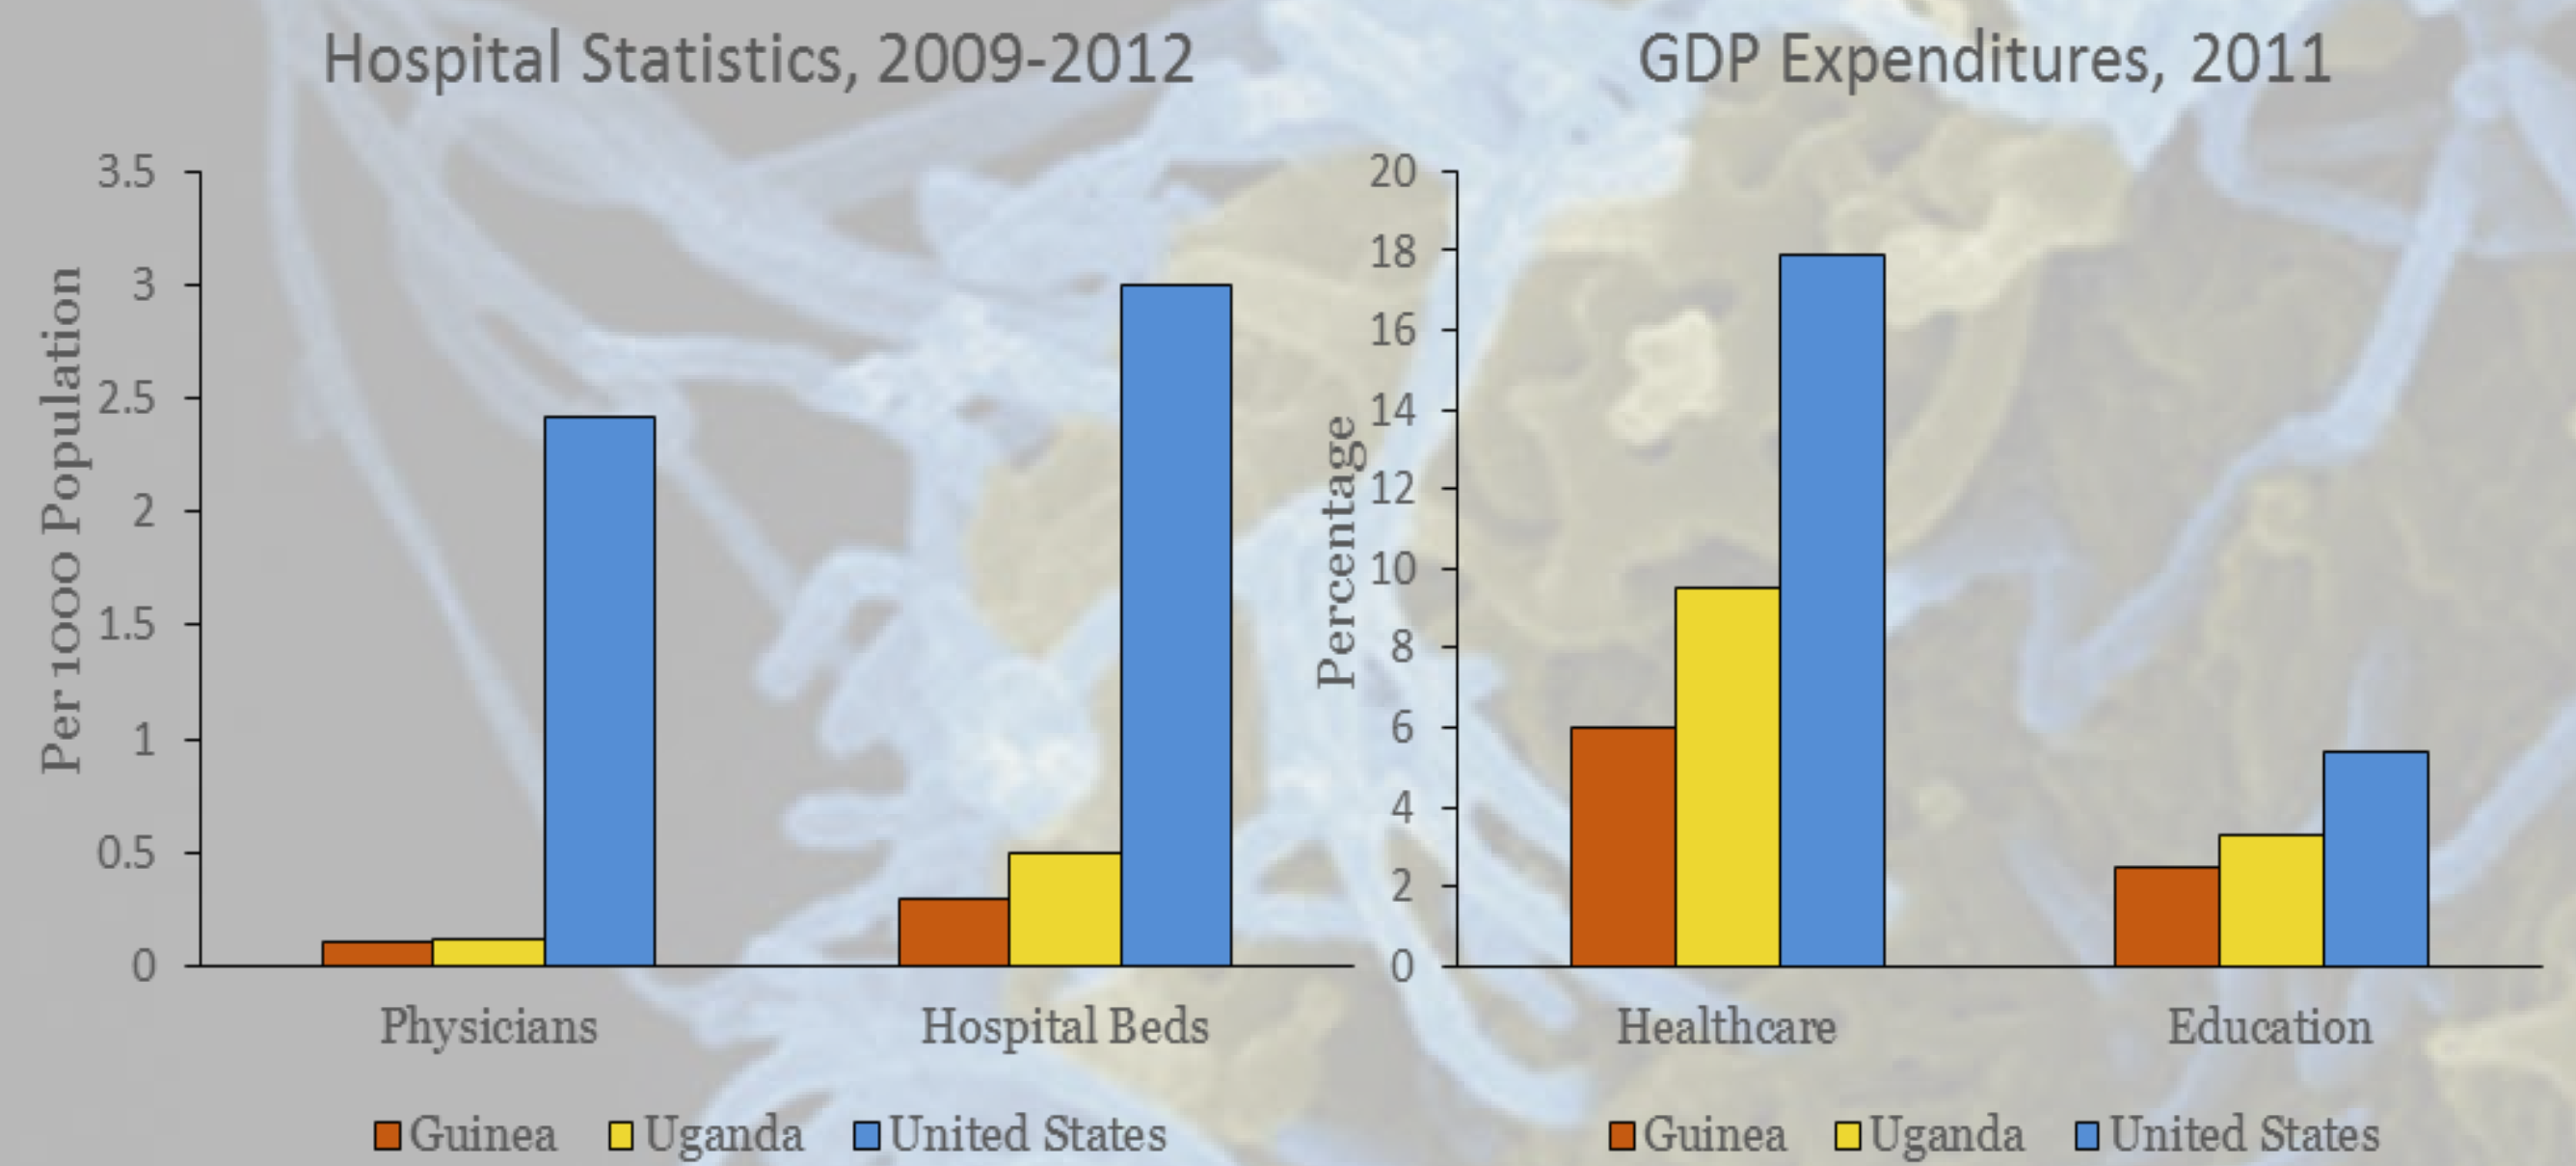 Hospital Statistics, 2009-2012
Per 1000 Population
3.5
3
2.5
2
1.5
1
0.5
0
Physicians
Hospital Beds
Guinea
Uganda
United States
GDP Expenditures, 2011
Percentage
20
18
16
14
12
10
8
6
4
2
0
Healthcare
Education
Guinea
Uganda
United States